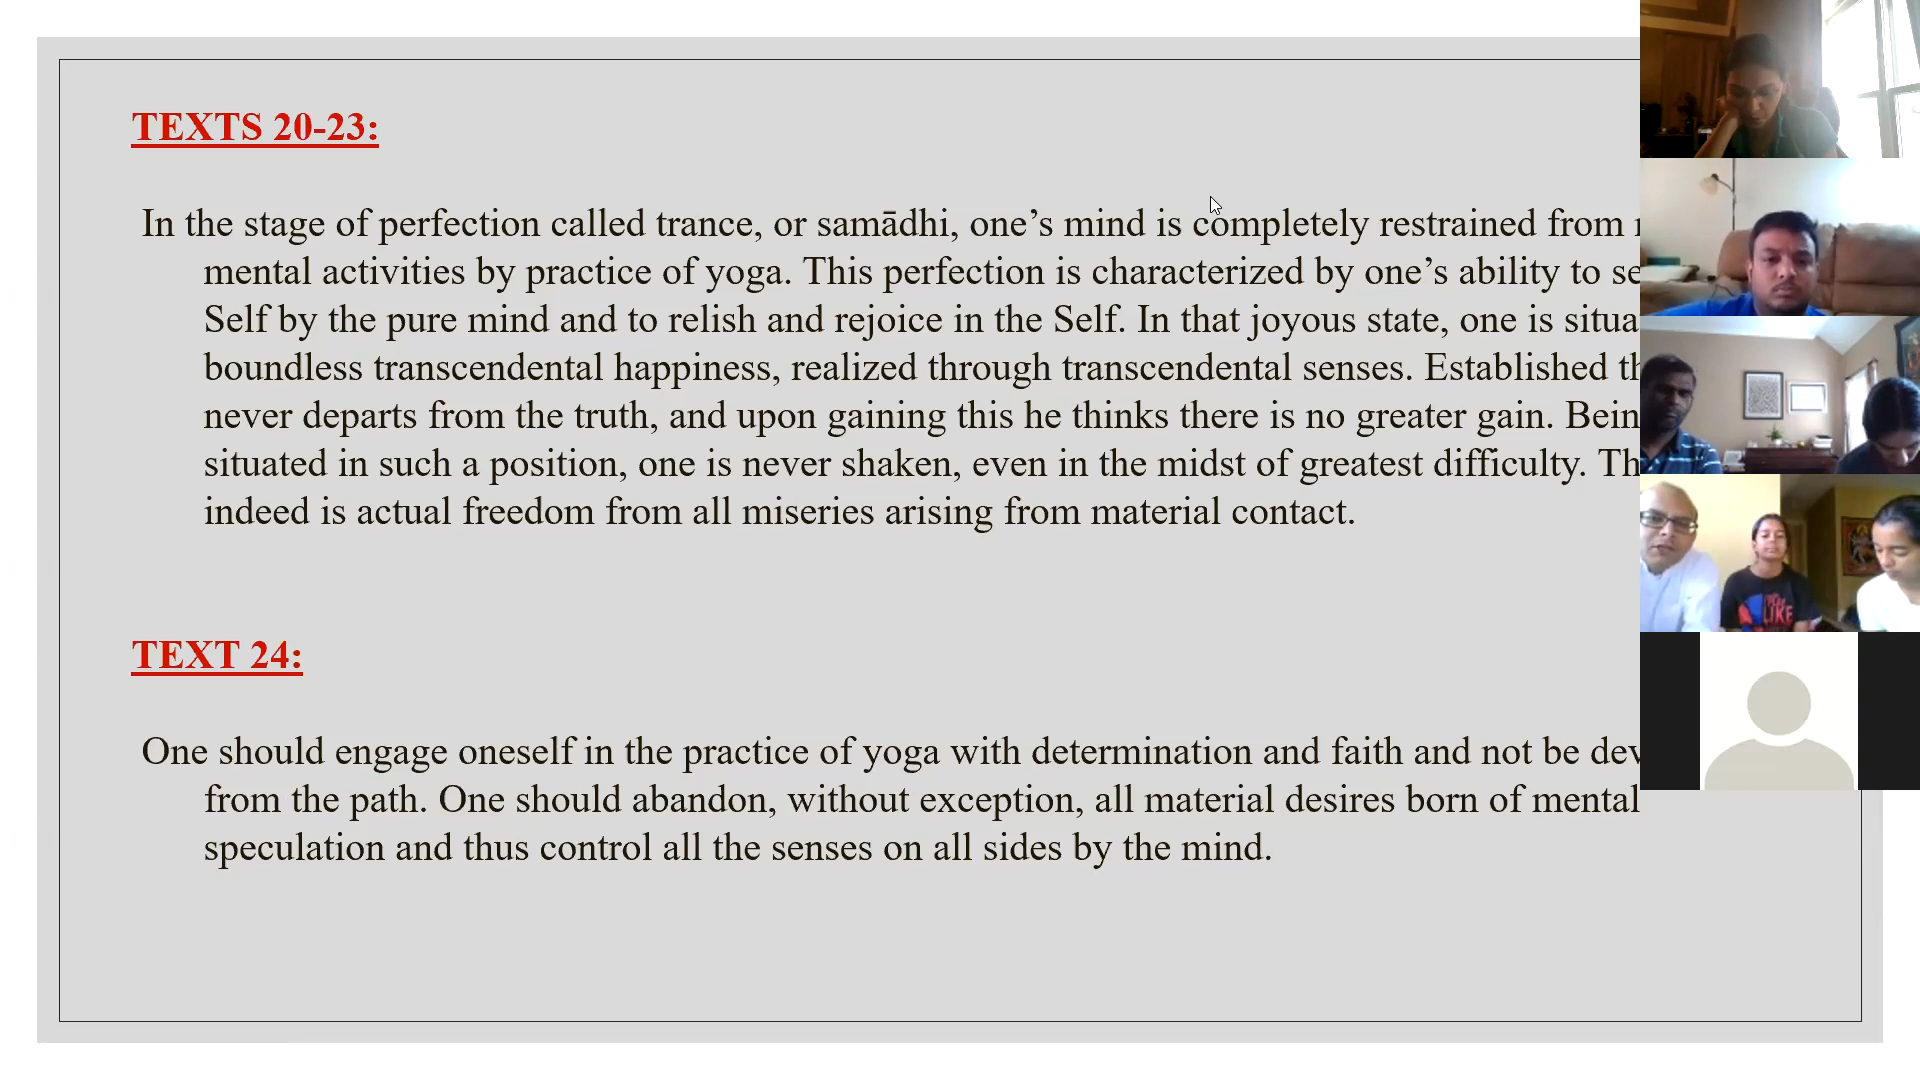 TEXTS 20-23:
In the stage of perfection called trance, or samādhi, one’s mind is completely restrained from
mental activities by practice of yoga. This perfection is characterized by one’s ability to se
Self by the pure mind and to relish and rejoice in the Self. In that joyous state, one is situa
boundless transcendental happiness, realized through transcendental senses. Established th
never departs from the truth, and upon gaining this he thinks there is no greater gain. Bein
situated in such a position, one is never shaken, even in the midst of greatest difficulty. Th
indeed is actual freedom from all miseries arising from material contact.
TEXT 24:
One should engage oneself in the practice of yoga with determination and faith and not be dev
from the path. One should abandon, without exception, all material desires born of mental
speculation and thus control all the senses on all sides by the mind.
LIKE